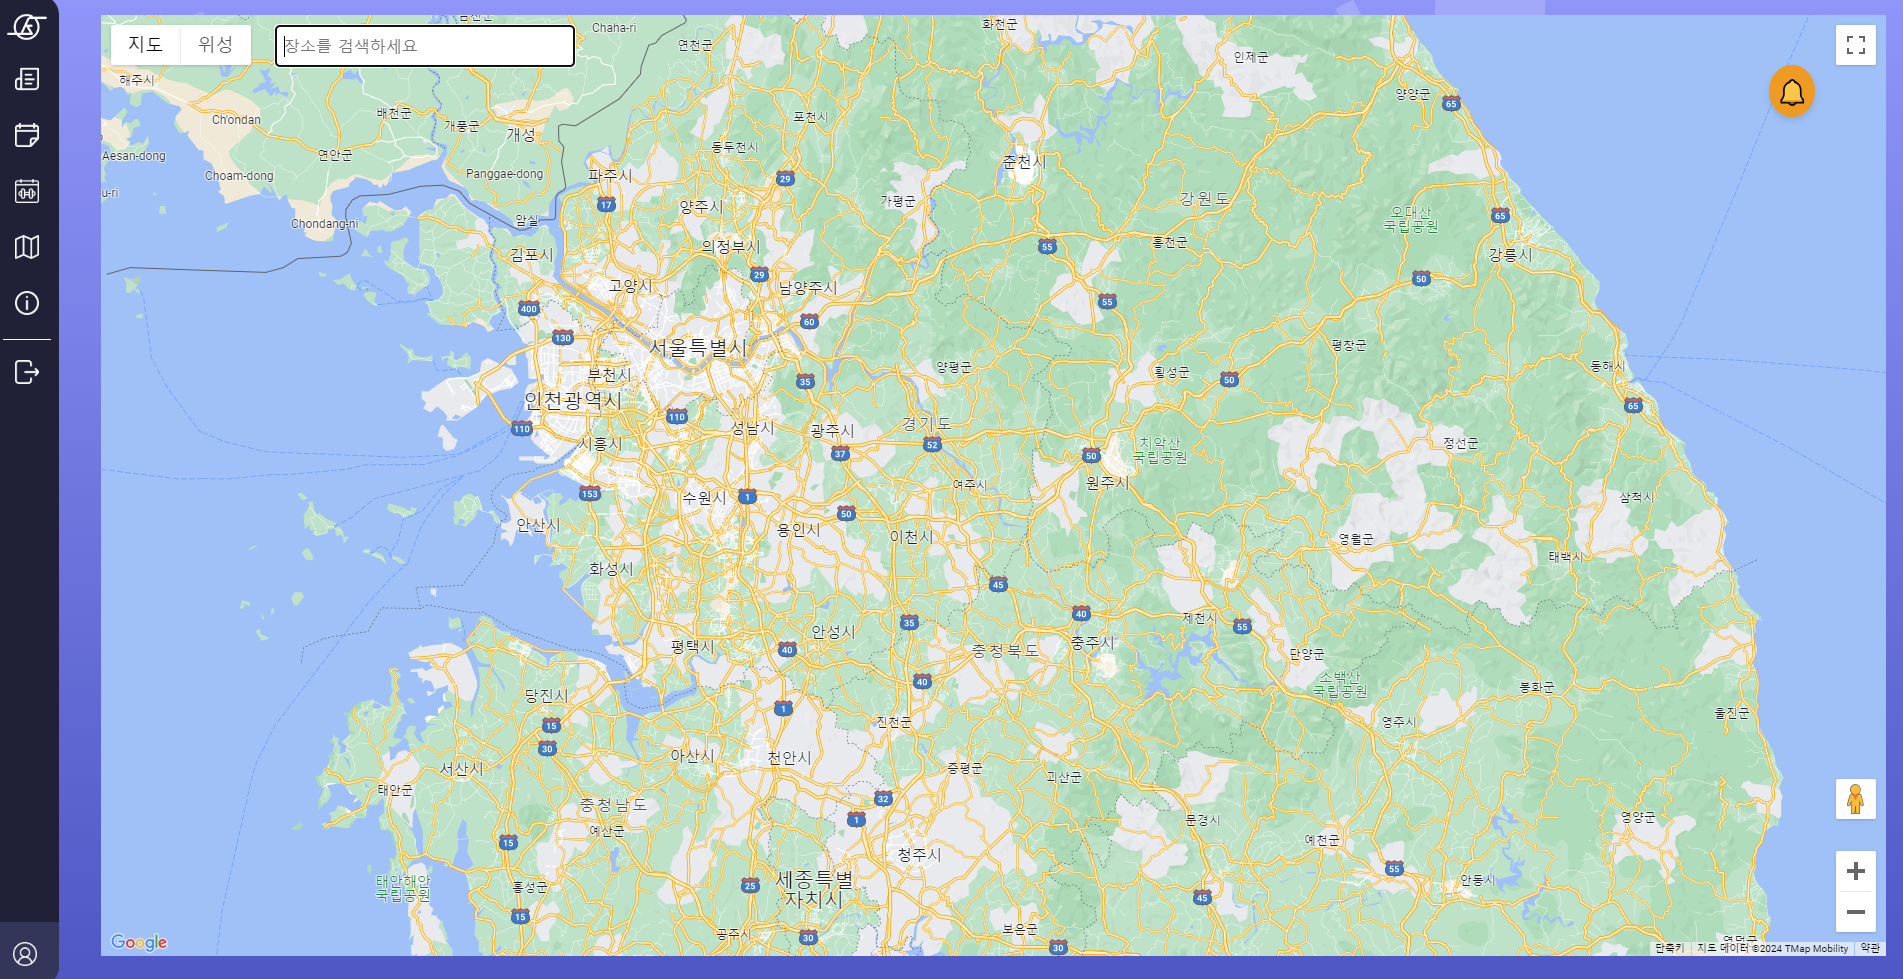 지도
위성
장소를 검색하세요
Chaha-ri
연천군
화천군
인제군
양양군
해주시
배천군
개풍군
개성
Ch'ondan
연안군
Aesan-dong
Choam-dong
Panggae-dong
u-ri
Chondang-ni
암실
파주시
포천시
동두천시
춘천시
가평군
강원도
양주시
오대산
국립공원
강릉시
의정부시
홍천군
김포시
고양시
남양주시
서울특별시
평창군
동해시
부천시
양평군
횡성군
인천광역시
성남시
광주시
경기도
치악산
국립공원
정선군
시흥시
여주시
원주시
수원시
삼척시
안산시
용인시
이천시
영월군
태백시
화성시
제천시
안성시
충주시
평택시
충청북도
단양군
소백산
국립공원
봉화군
당진시
울진군
진천군
영주시
아산시
천안시
서산시
증평군
괴산군
태안군
충청남도
예산군
문경시
영양군
예천군
청주시
태안해안
국립공원
홍성군
세종특별
자치시
안동시
공주시
보은군
영덕군
65
29
17
65
55
29
50
400
55
60
130
35
50
65
110
110
52
37
50
153
1
50
45
40
35
55
40
40
1
15
30
32
1
15
55
25
45
15
30
30
Google
단축키
지도 데이터 ©2024 TMap Mobility
약관